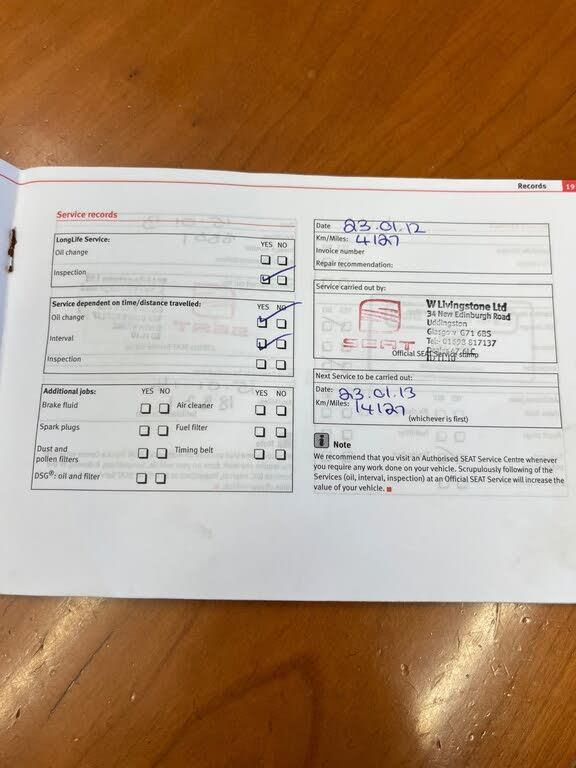 Records 19
Service records
LongLife Service:
YES NO
Oil change
Inspection
Service dependent on time/distance travelled:
YES NO
Oil change
Interval
Inspection
Additional jobs: YES NO
YES NO
Brake fluid
Air cleaner
Spark plugs
Fuel filter
Dust and
pollen filters
Timing belt
DSG®: oil and filter
Date 23.01.12
Km/Miles: 4127
Invoice number
Repair recommendation:
Service carried out by:
SEAT
W Livingstone Ltd
34 New Edinburgh Road
Uddingston
Glasgow G71 6BS
Tel:- 01698 817137
Official SEAT Service stamp
Next Service to be carried out:
Date: 23.01.13
Km/Miles: 14127
(whichever is first)
i Note
We recommend that you visit an Authorised SEAT Service Centre whenever
you require any work done on your vehicle. Scrupulously following of the
Services (oil, interval, inspection) at an Official SEAT Service will increase the
value of your vehicle.